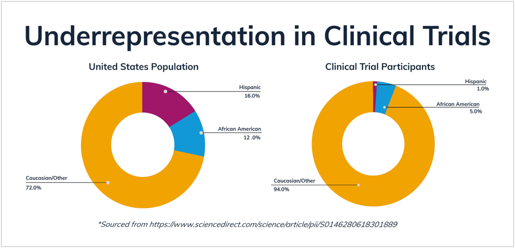 Underrepresentation in Clinical Trials
United States Population
Hispanic
16.0%
African American
12 .0%
Caucasian/Other
72.0%
Clinical Trial Participants
Hispanic
1.0%
African American
5.0%
Caucasian/Other
94.0%
*Sourced from https://www.sciencedirect.com/science/article/pii/S0146280618301889